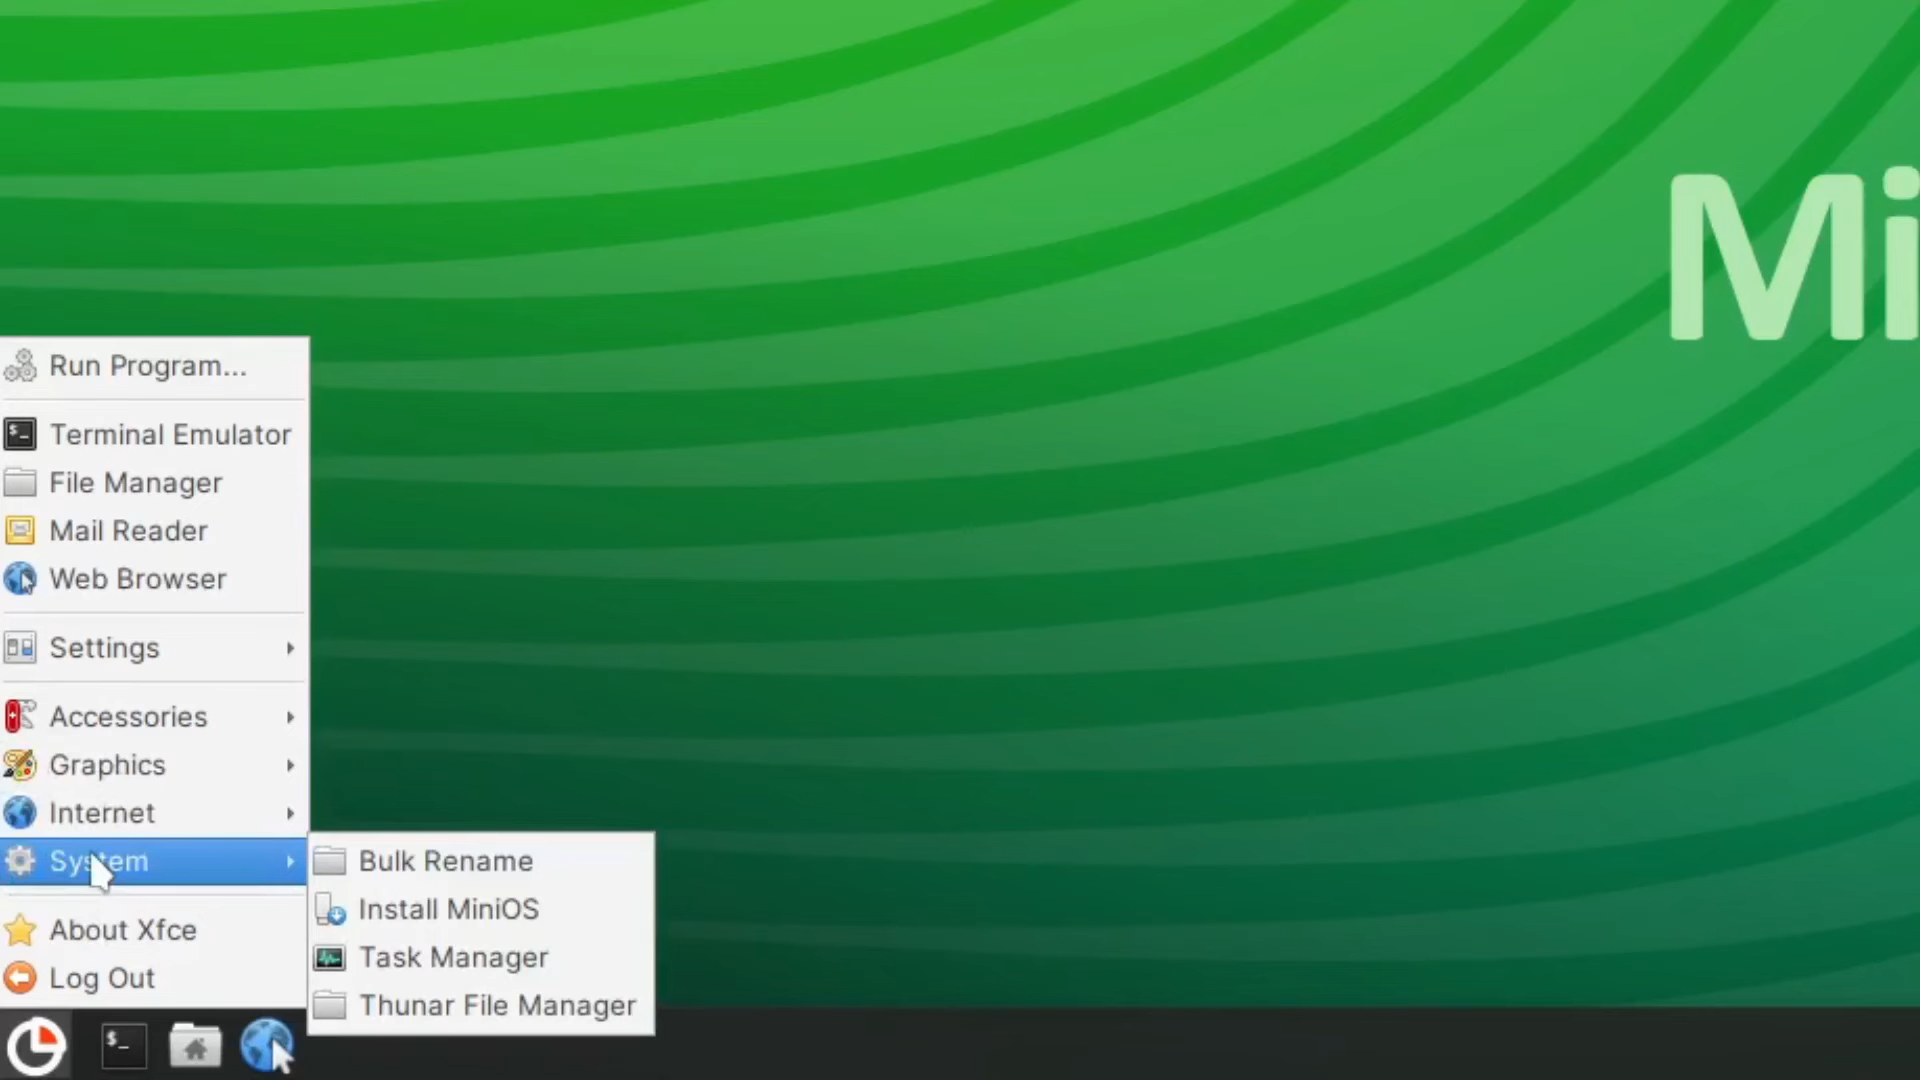 Mi
Run Program...
Terminal Emulator
File Manager
Mail Reader
Web Browser
Settings
Accessories
Graphics
Internet
System
About Xfce
Log Out
Bulk Rename
Install MiniOS
Task Manager
Thunar File Manager
$_